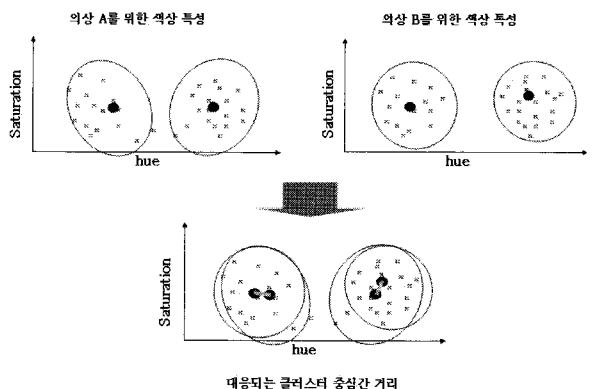 의상 A를 위한 색상 특성
의상 B를 위한 색상 특성
Saturation
hue
Saturation
hue
Saturation
hue
대응되는 클러스터 중심간 거리